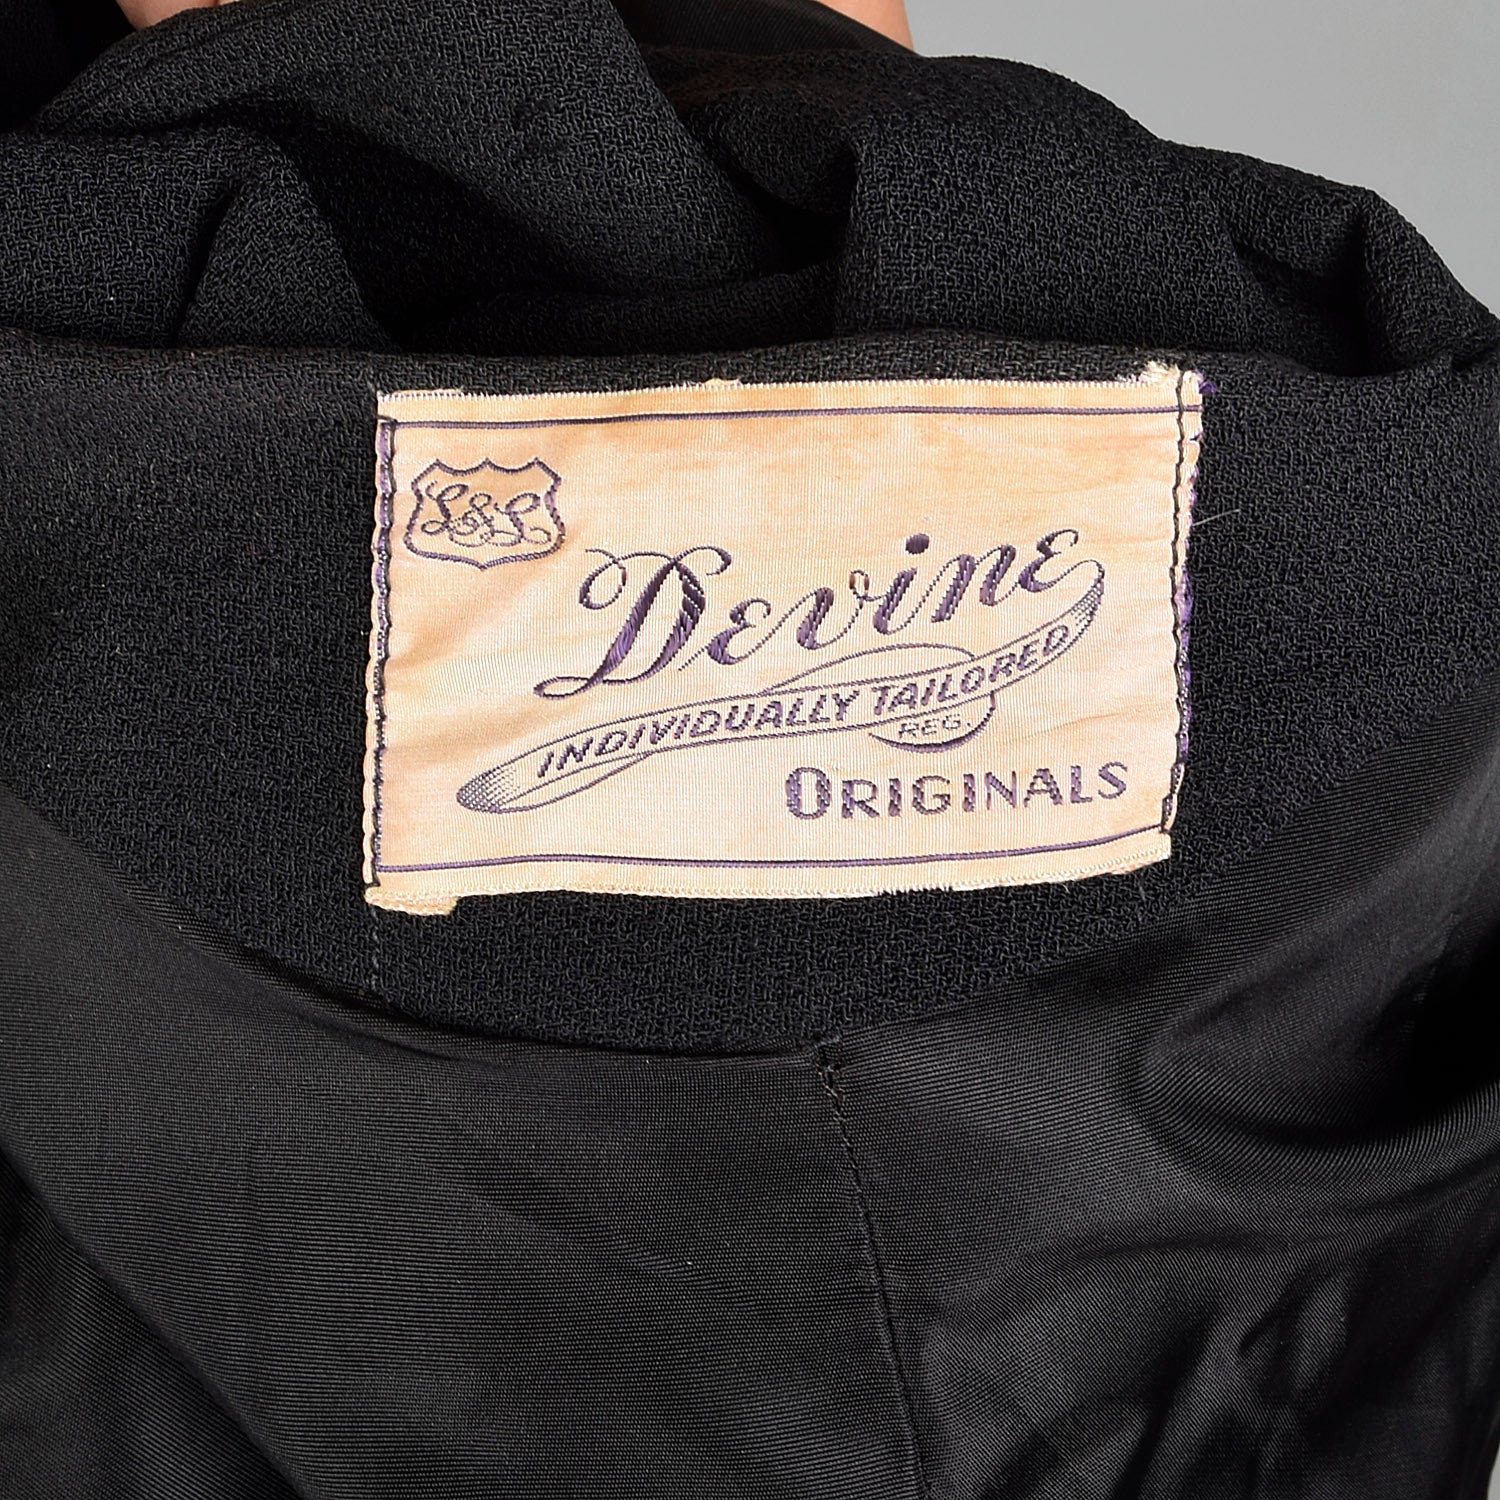 L&L
Devine
INDIVIDUALLY TAILORED
REG.
ORIGINALS